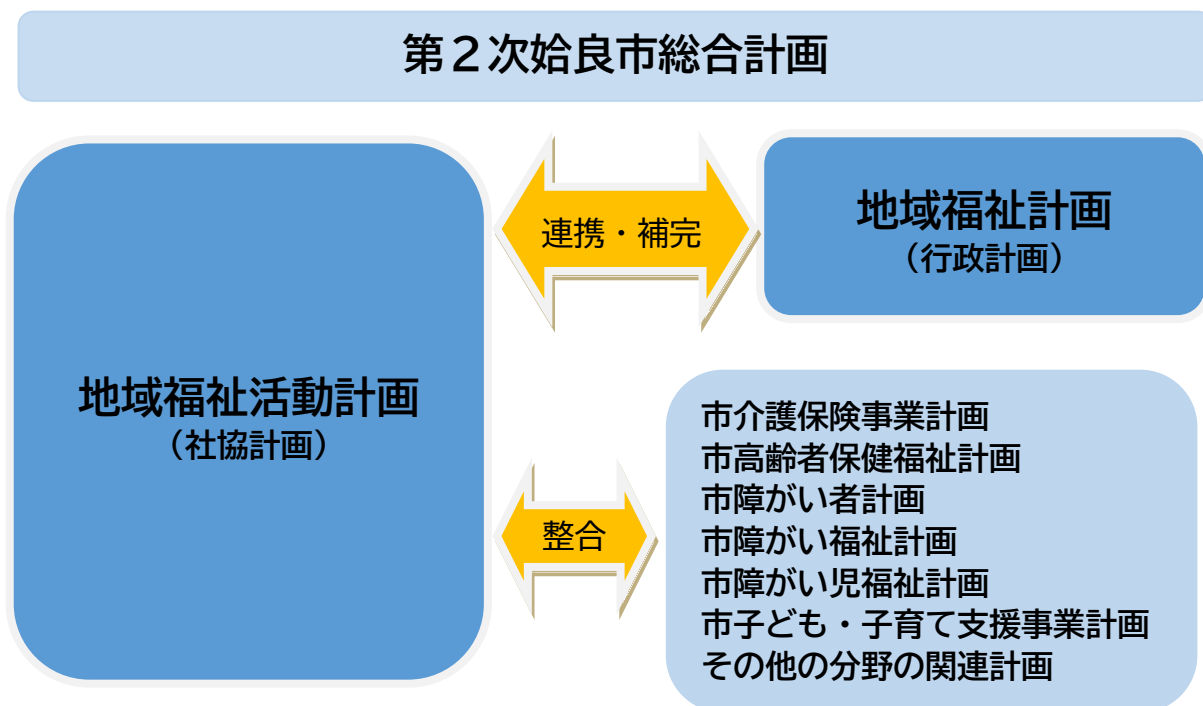 第２次姶良市総合計画
地域福祉活動計画
（社協計画）
連携・補完
地域福祉計画
（行政計画）
整合
市介護保険事業計画
市高齢者保健福祉計画
市障がい者計画
市障がい福祉計画
市障がい児福祉計画
市子ども・子育て支援事業計画
その他の分野の関連計画